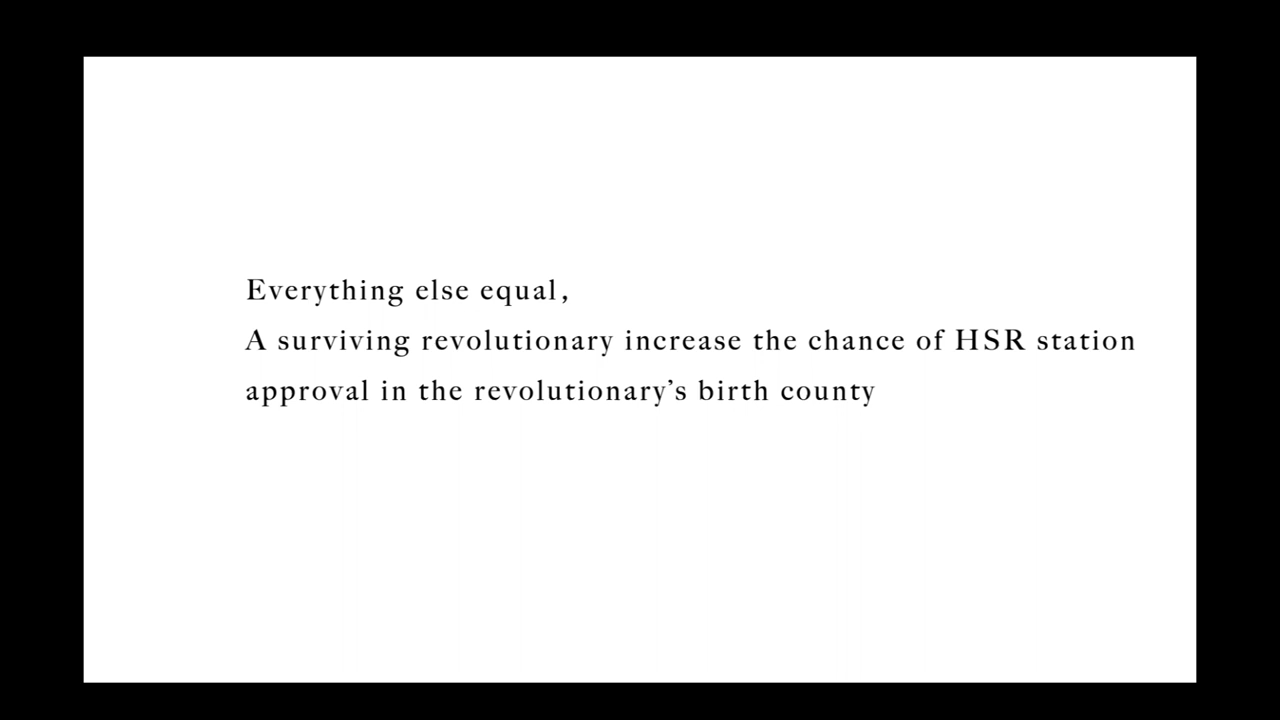 Everything else equal,
A surviving revolutionary increase the chance of HSR station
approval in the revolutionary’s birth county